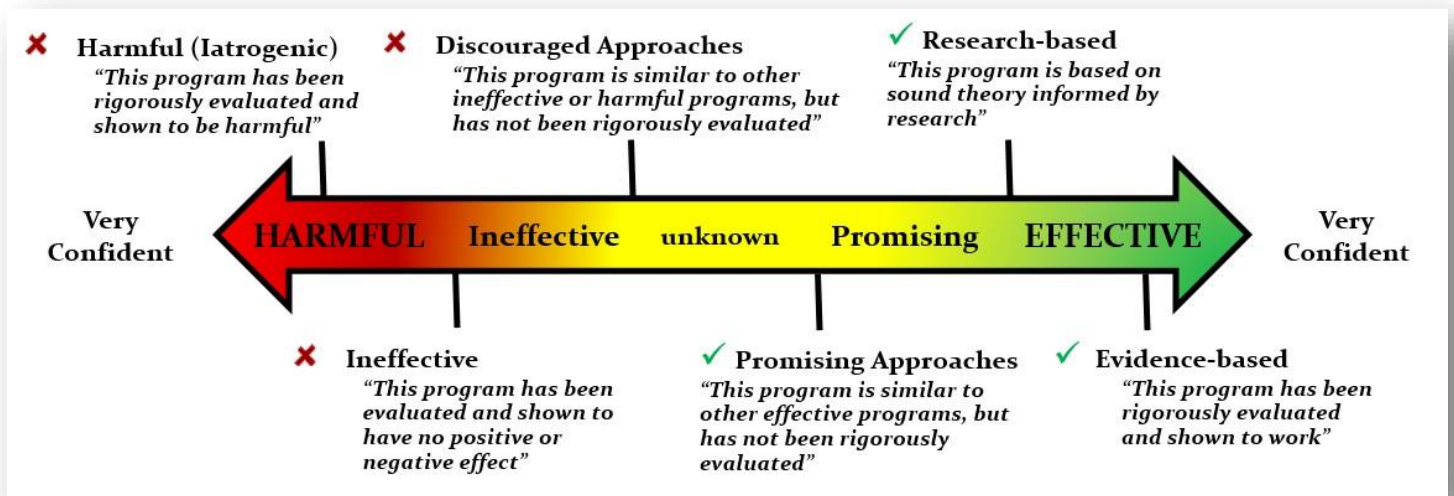 Harmful (Iatrogenic)
“This program has been
rigorously evaluated and
shown to be harmful”
Discouraged Approaches
“This program is similar to other
ineffective or harmful programs, but
has not been rigorously evaluated”
Research-based
“This program is based on
sound theory informed by
research”
Very
Confident
HARMFUL Ineffective unknown Promising EFFECTIVE
Very
Confident
Ineffective
“This program has been
evaluated and shown to
have no positive or
negative effect”
Promising Approaches
“This program is similar to
other effective programs, but
has not been rigorously
evaluated”
Evidence-based
“This program has been
rigorously evaluated
and shown to work”